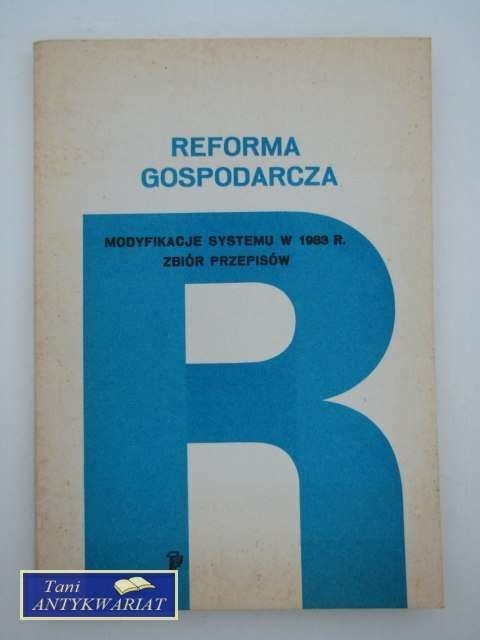 REFORMA
GOSPODARCZA
MODYFIKACJE SYSTEMU W 1983 R.
ZBIÓR PRZEPISÓW
R
Tani
ANTYKWARIAT